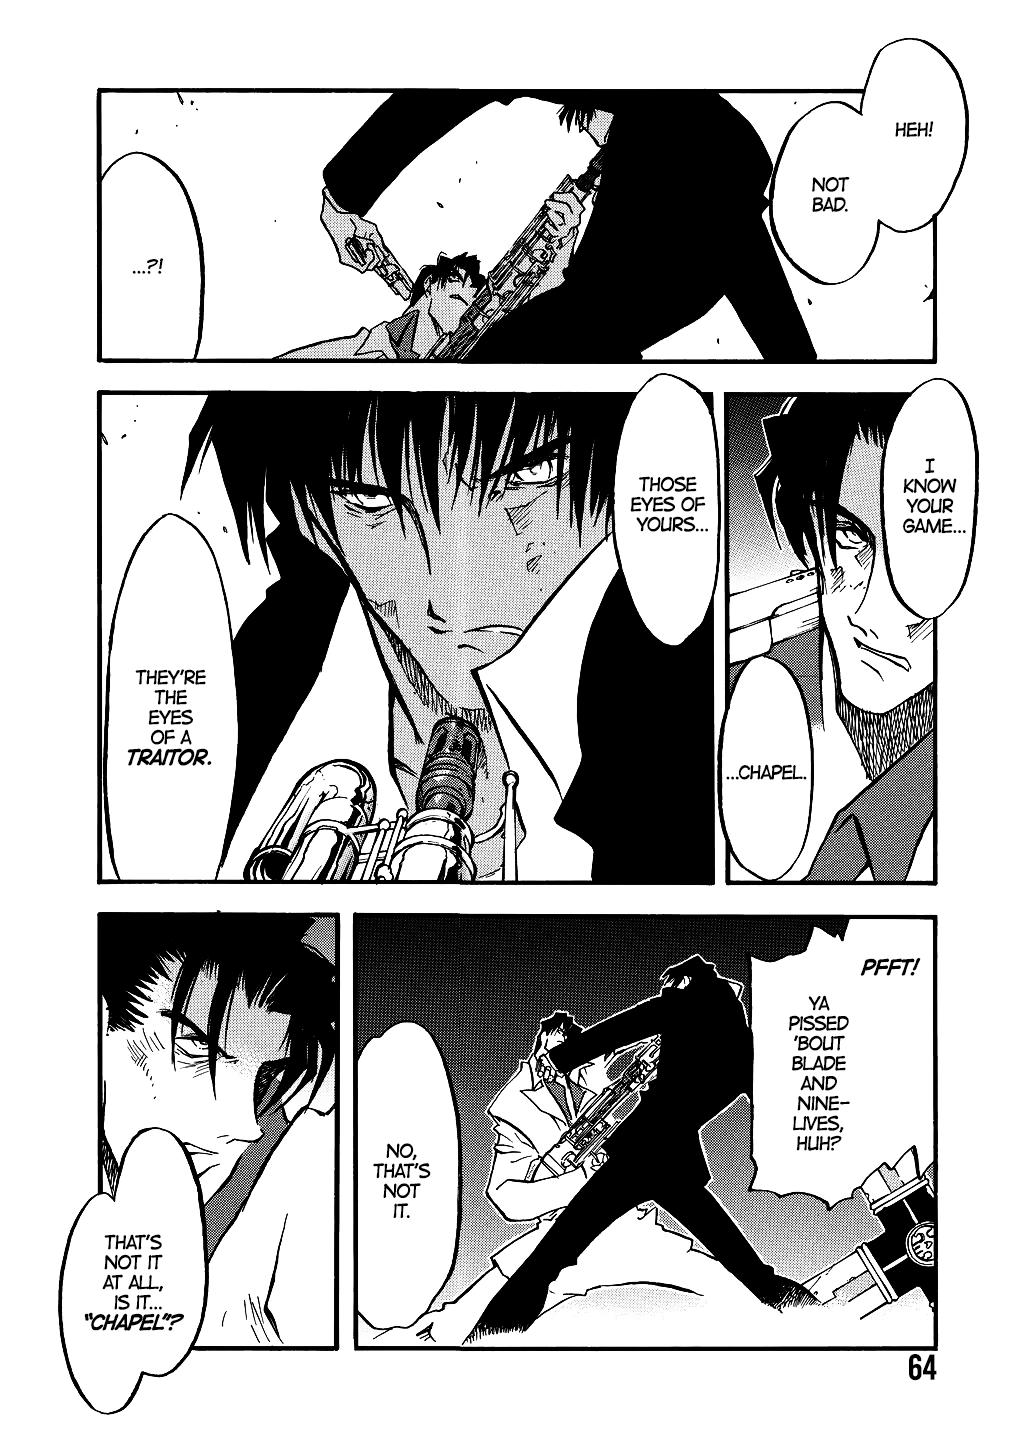 HEH!
NOT
BAD.
...?!
I
KNOW
YOUR
GAME...
...CHAPEL.
THOSE
EYES OF
YOURS...
THEY'RE
THE
EYES
OF A
TRAITOR.
PFFT!
YA
PISSED
'BOUT
BLADE
AND
NINE-
LIVES,
HUH?
NO,
THAT'S
NOT
IT.
THAT'S
NOT IT
AT ALL,
IS IT...
"CHAPEL"?
64